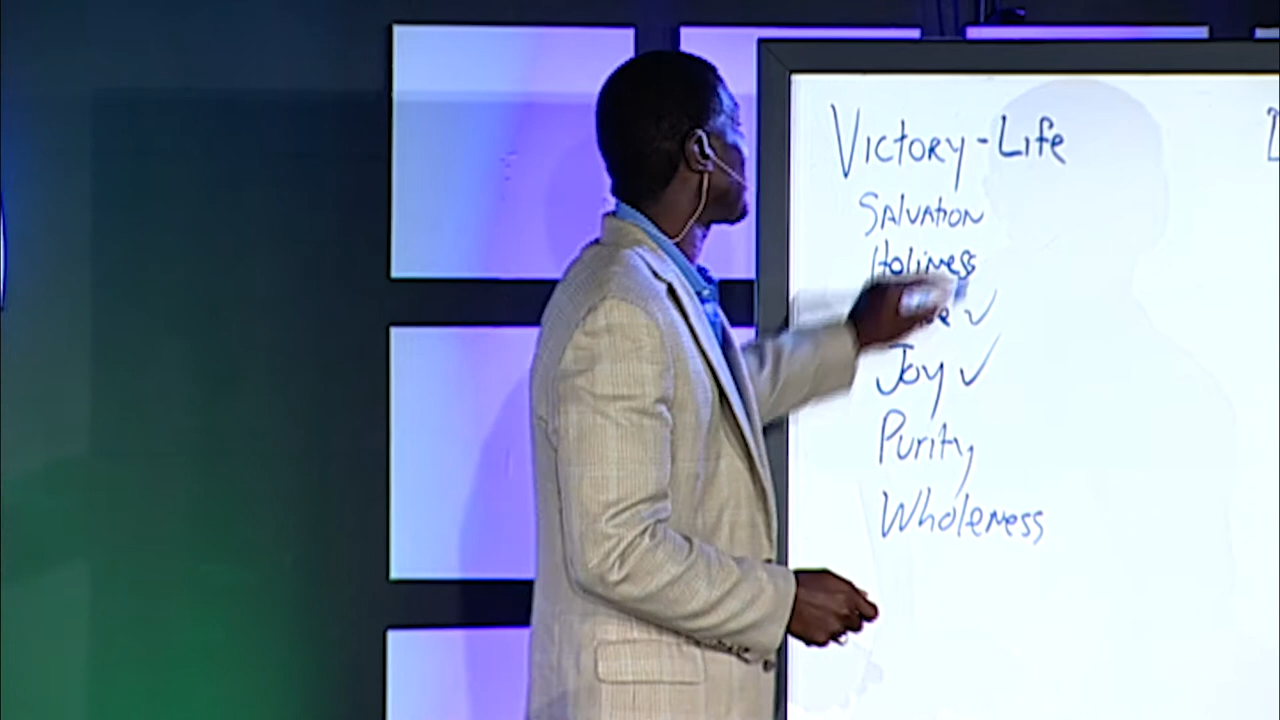 Victory-Life
Salvation
Holiness
✓
Joy ✓
Purity
Wholeness